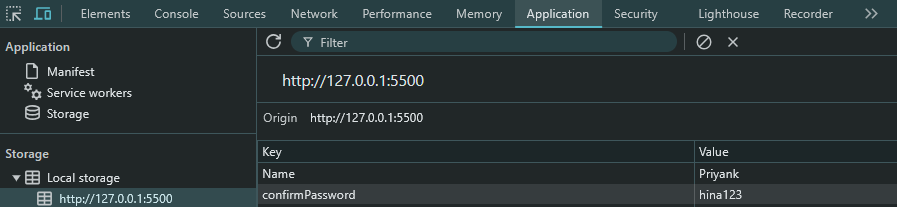 Elements Console Sources Network Performance Memory Application Security Lighthouse Recorder
Application
Manifest
Service workers
Storage
Storage
Local storage
http://127.0.0.1:5500
Filter
http://127.0.0.1:5500
Origin http://127.0.0.1:5500
Key Value
Name Priyank
confirmPassword hina123